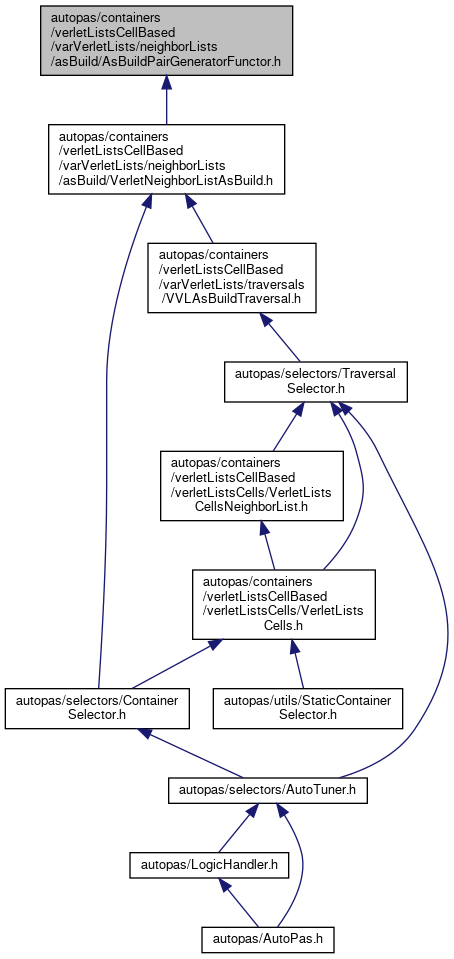 autopas/containers
/verletListsCellBased
/varVerletLists/neighborLists
/asBuild/AsBuildPairGeneratorFunctor.h
autopas/containers
/verletListsCellBased
/varVerletLists/neighborLists
/asBuild/VerletNeighborListAsBuild.h
autopas/containers
/verletListsCellBased
/varVerletLists/traversals
/VVLAsBuildTraversal.h
autopas/selectors/Traversal
Selector.h
autopas/containers
/verletListsCellBased
/verletListsCells/VerletLists
CellsNeighborList.h
autopas/containers
/verletListsCellBased
/verletListsCells/VerletLists
Cells.h
autopas/selectors/Container
Selector.h
autopas/utils/StaticContainer
Selector.h
autopas/selectors/AutoTuner.h
autopas/LogicHandler.h
autopas/AutoPas.h